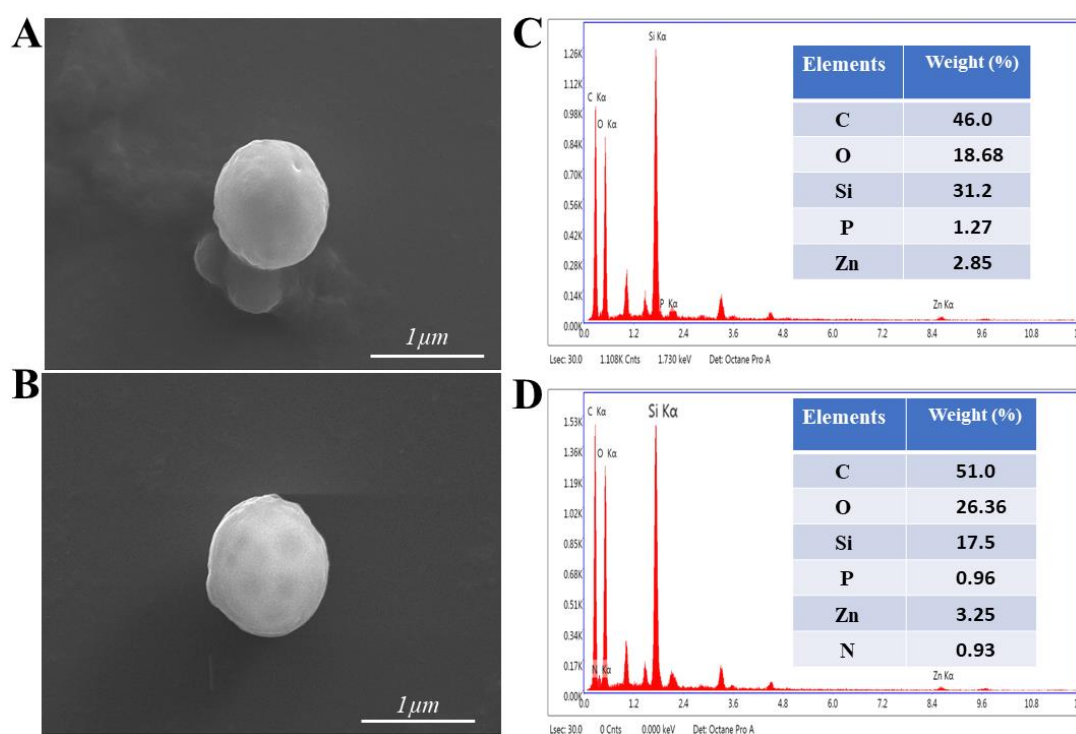 A
1μm
B
1μm
C
1.26K
1.12K
0.98K
0.84K
0.70K
0.56K
0.42K
0.28K
0.14K
0.00K
C Kα
O Kα
Si Kα
P Kα
Zn Kα
0.0 1.2 2.4 3.6 4.8 6.0 7.2 8.4 9.6 10.8
Lsec: 30.0 1.108K Cnts 1.730 keV Det: Octane Pro A
Elements Weight (%)
C 46.0
O 18.68
Si 31.2
P 1.27
Zn 2.85
D
1.53K
1.36K
1.19K
1.02K
0.85K
0.68K
0.51K
0.34K
0.17K
0.00K
C Kα
O Kα
Si Kα
N Kα
Zn Kα
0.0 1.2 2.4 3.6 4.8 6.0 7.2 8.4 9.6 10.8
Lsec: 30.0 0 Cnts 0.000 keV Det: Octane Pro A
Elements Weight (%)
C 51.0
O 26.36
Si 17.5
P 0.96
Zn 3.25
N 0.93